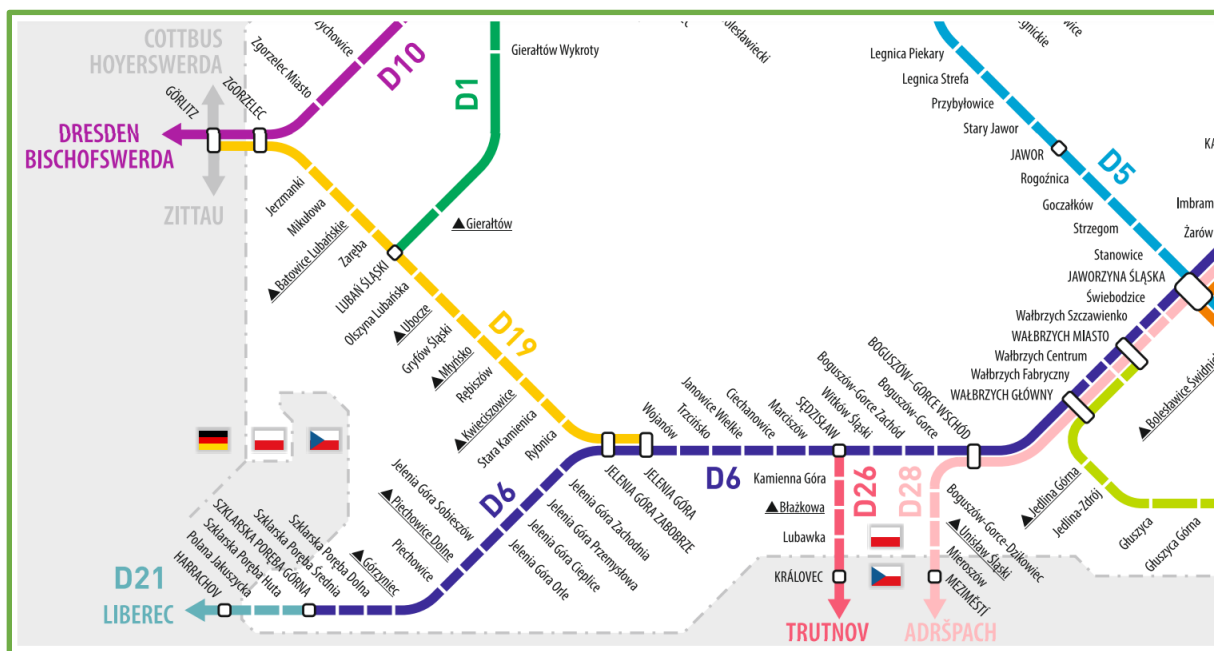 COTTBUS
HOYERSWERDA
GÖRLITZ
ZGORZELEC
Zgorzelec Miasto
D10
D1
Gierałtów Wykroty
DRESDEN
BISCHOFSWERDA
ZITTAU
Jerzmanki
Mikułowa
▲Batowice Lubańskie
Zaręba
LUBAŃ ŚLĄSKI
▲Gierałtów
Olszyna Lubańska
▲Ubocze
Gryfów Śląski
▲Młyńsko
D19
Rębiszów
▲Kwieciszowice
Stara Kamienica
Rybnica
Legnica Piekary
Legnica Strefa
Przybyłowice
Stary Jawor
JAWOR
D5
Rogoźnica
Goczałków
Strzegom
Stanowice
JAWORZYNA ŚLĄSKA
Imbram
Żarów
Świebodzice
Wałbrzych Szczawienko
WAŁBRZYCH MIASTO
Wałbrzych Centrum
Wałbrzych Fabryczny
WAŁBRZYCH GŁÓWNY
▲Bolesławice Świdnic
BOGUSZÓW–GORCE WSCHÓD
Boguszów-Gorce
Boguszów-Gorce Zachód
Witków Śląski
SĘDZISŁAW
Marciszów
Ciechanowice
Janowice Wielkie
Trzcińsko
Wojanów
JELENIA GÓRA
JELENIA GÓRA ZABOBRZE
D6
D26
D28
Jelenia Góra Zachodnia
Jelenia Góra Przemysłowa
Jelenia Góra Cieplice
Jelenia Góra Orle
D6
Jelenia Góra Sobieszów
▲Piechowice Dolne
Piechowice
▲Górzyniec
Szklarska Poręba Dolna
Szklarska Poręba Średnia
SZKLARSKA PORĘBA GÓRNA
Szklarska Poręba Huta
Polana Jakuszycka
HARRACHOV
D21
LIBEREC
Kamienna Góra
▲Błażkowa
Lubawka
KRÁLOVEC
TRUTNOV
Boguszów-Gorce-Dzikowiec
▲Unisław Śląski
Mieroszów
MEZIMĚSTÍ
ADRŠPACH
▲Jedlina Górna
Jedlina-Zdrój
Głuszyca
Głuszyca Górna